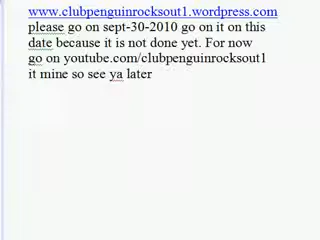 www.clubpenguinrocksout1.wordpress.com
please go on sept-30-2010 go on it on this
date because it is not done yet. For now
go on youtube.com/clubpenguinrocksout1
it mine so see ya later